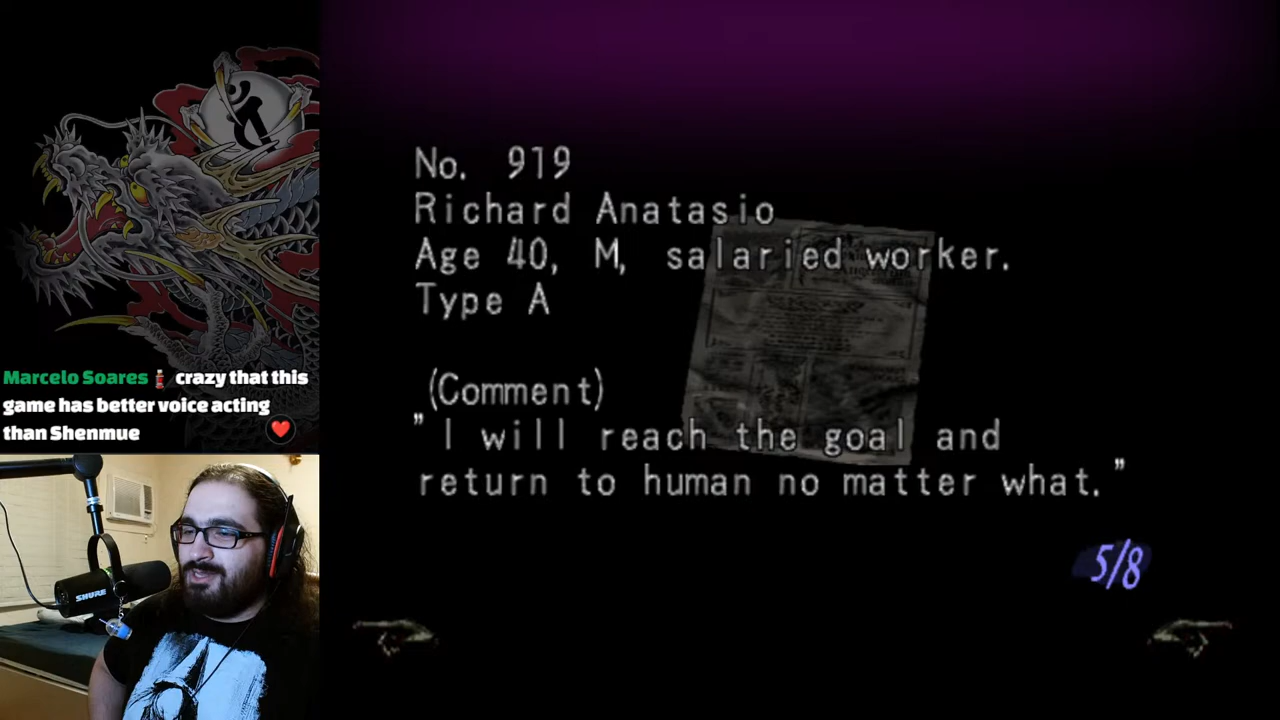 No. 919
Richard Anatasio
Age 40, M, salaried worker.
Type A
(Comment)
"I will reach the goal and
return to human no matter what."
5/8
Marcelo Soares crazy that this
game has better voice acting
than Shenmue
SHURE